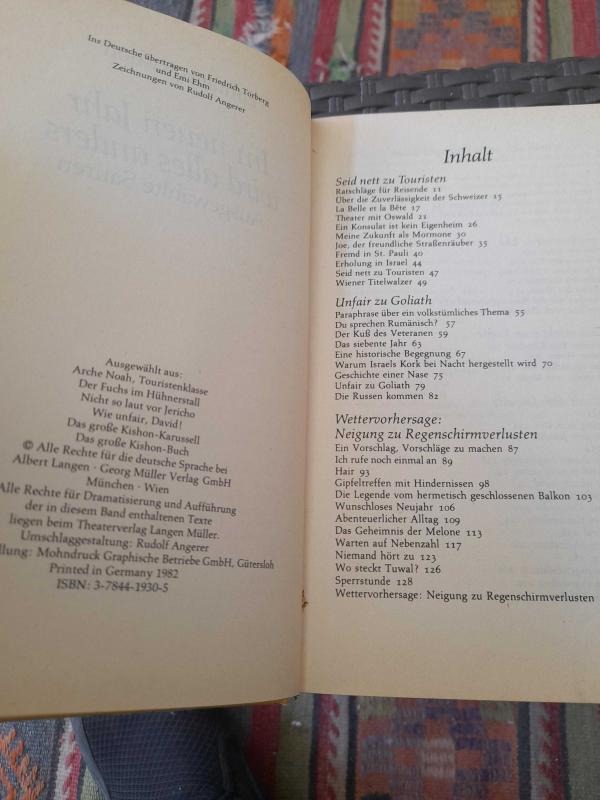 Ins Deutsche übertragen von Friedrich Torberg
und Emi Ehm
Zeichnungen von Rudolf Angerer
Im neuen Jahr
wird alles anders
Ausgewählte Satiren
Ausgewählt aus:
Arche Noah, Touristenklasse
Der Fuchs im Hühnerstall
Nicht so laut vor Jericho
Wie unfair, David!
Das große Kishon-Karussell
Das große Kishon-Buch
© Alle Rechte für die deutsche Sprache bei
Albert Langen · Georg Müller Verlag GmbH
München · Wien
Alle Rechte für Dramatisierung und Aufführung
der in diesem Band enthaltenen Texte
liegen beim Theaterverlag Langen Müller.
Umschlaggestaltung: Rudolf Angerer
llung: Mohndruck Graphische Betriebe GmbH, Gütersloh
Printed in Germany 1982
ISBN: 3-7844-1930-5
Inhalt
Seid nett zu Touristen
Ratschläge für Reisende 11
Über die Zuverlässigkeit der Schweizer 15
La Belle et la Bête 17
Theater mit Oswald 21
Ein Konsulat ist kein Eigenheim 26
Meine Zukunft als Mormone 30
Joe, der freundliche Straßenräuber 35
Fremd in St. Pauli 40
Erholung in Israel 44
Seid nett zu Touristen 47
Wiener Titelwalzer 49
Unfair zu Goliath
Paraphrase über ein volkstümliches Thema 55
Du sprechen Rumänisch? 57
Der Kuß des Veteranen 59
Das siebente Jahr 63
Eine historische Begegnung 67
Warum Israels Kork bei Nacht hergestellt wird 70
Geschichte einer Nase 75
Unfair zu Goliath 79
Die Russen kommen 82
Wettervorhersage:
Neigung zu Regenschirmverlusten
Ein Vorschlag, Vorschläge zu machen 87
Ich rufe noch einmal an 89
Hair 93
Gipfeltreffen mit Hindernissen 98
Die Legende vom hermetisch geschlossenen Balkon 103
Wunschloses Neujahr 106
Abenteuerlicher Alltag 109
Das Geheimnis der Melone 113
Warten auf Nebenzahl 117
Niemand hört zu 123
Wo steckt Tuwal? 126
Sperrstunde 128
Wettervorhersage: Neigung zu Regenschirmverlusten